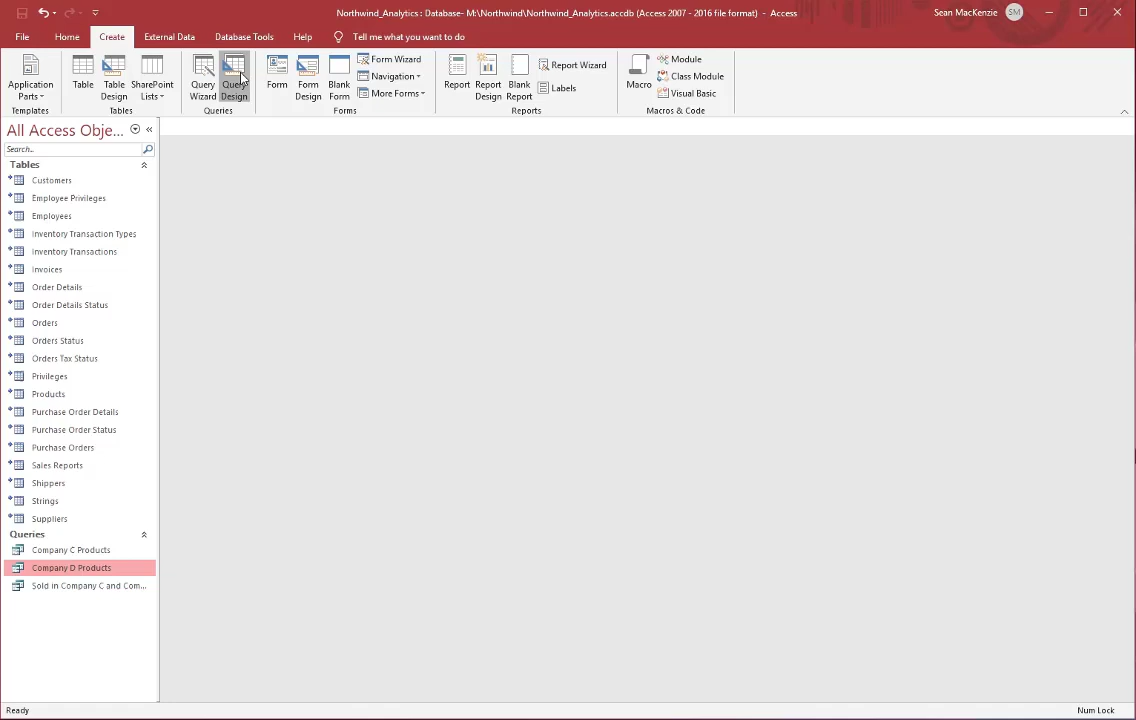 Northwind_Analytics : Database- M:\Northwind\Northwind_Analytics.accdb (Access 2007 - 2016 file format) - Access
Sean MacKenzie
SM
File Home Create External Data Database Tools Help Tell me what you want to do
Application Parts
Templates
Table
Table Design
SharePoint Lists
Tables
Query Wizard
Query Design
Queries
Form
Form Design
Blank Form
Form Wizard
Navigation
More Forms
Forms
Report
Report Design
Blank Report
Report Wizard
Labels
Reports
Macro
Module
Class Module
Visual Basic
Macros & Code
All Access Obje...
Search...
Tables
Customers
Employee Privileges
Employees
Inventory Transaction Types
Inventory Transactions
Invoices
Order Details
Order Details Status
Orders
Orders Status
Orders Tax Status
Privileges
Products
Purchase Order Details
Purchase Order Status
Purchase Orders
Sales Reports
Shippers
Strings
Suppliers
Queries
Company C Products
Company D Products
Sold in Company C and Com...
Ready
Num Lock